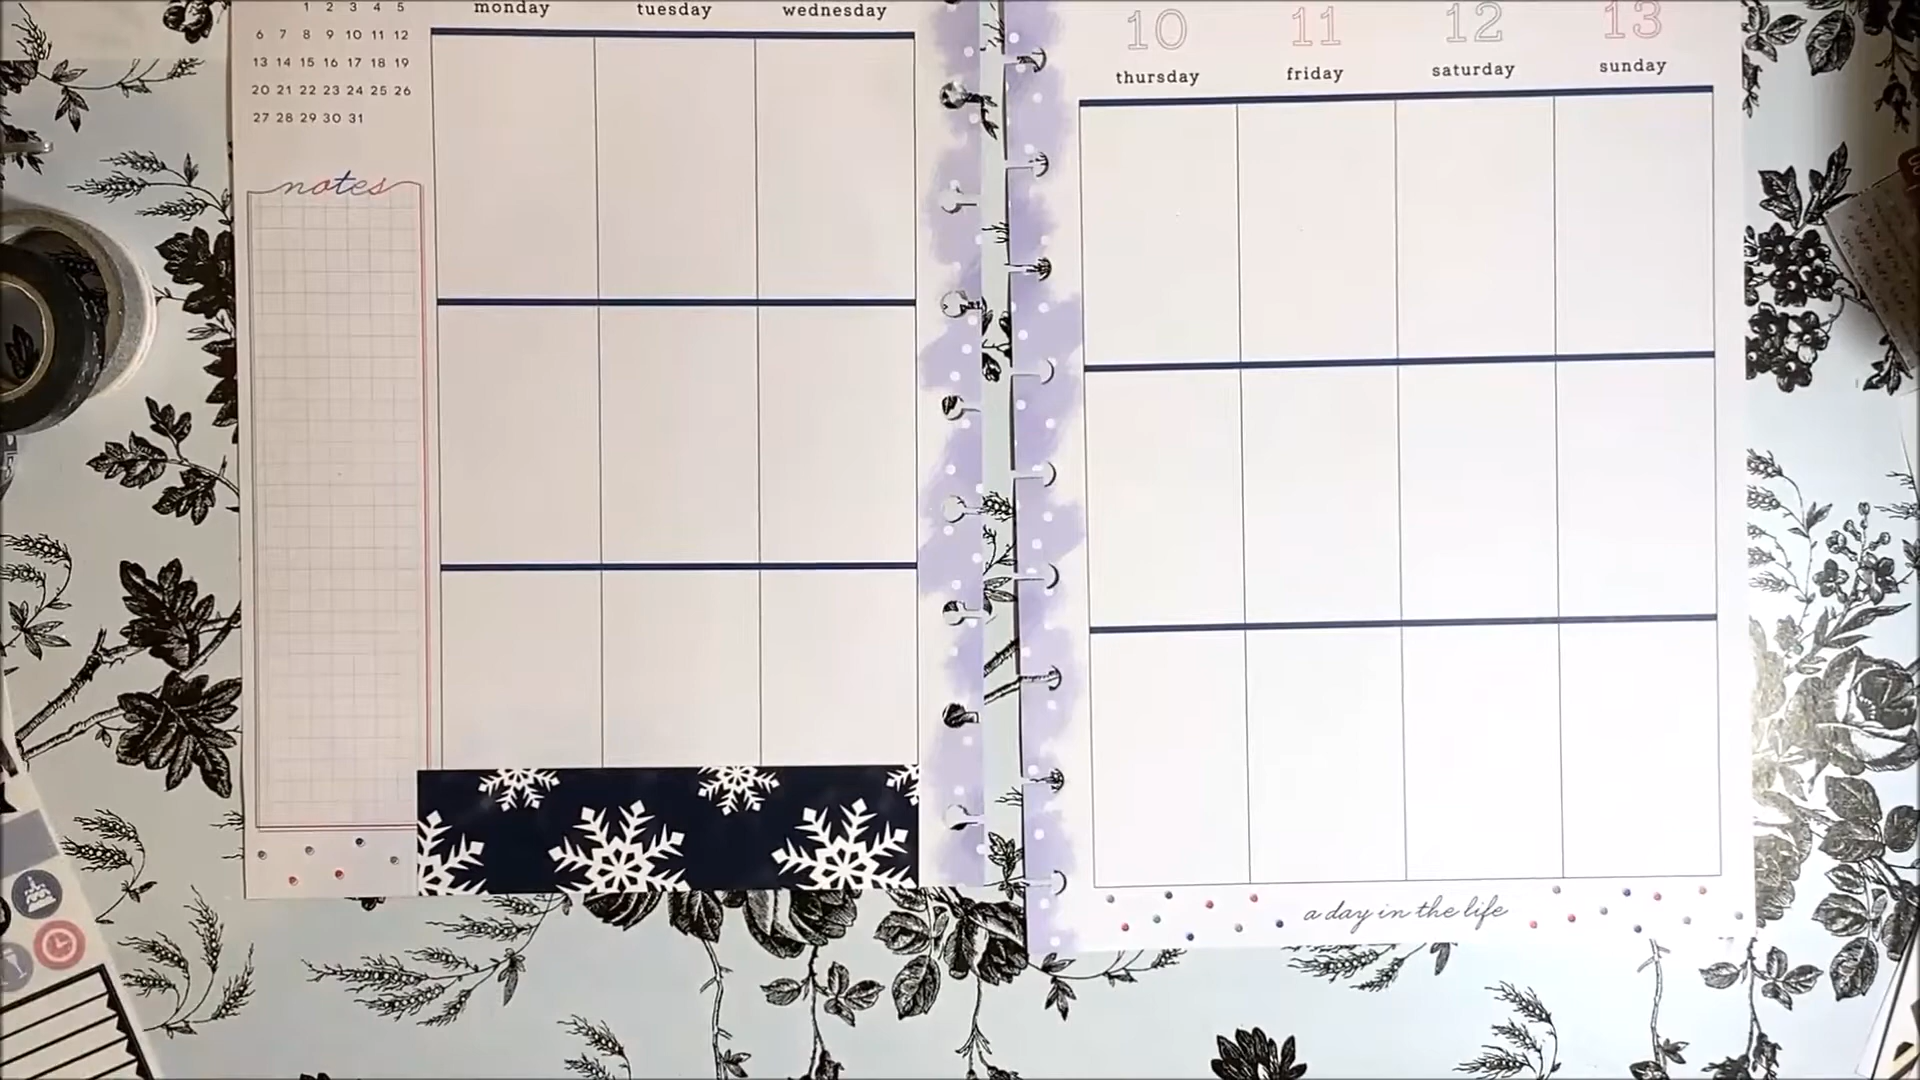 1 2 3 4 5
6 7 8 9 10 11 12
13 14 15 16 17 18 19
20 21 22 23 24 25 26
27 28 29 30 31
notes
monday tuesday wednesday
10 11 12 13
thursday friday saturday sunday
a day in the life